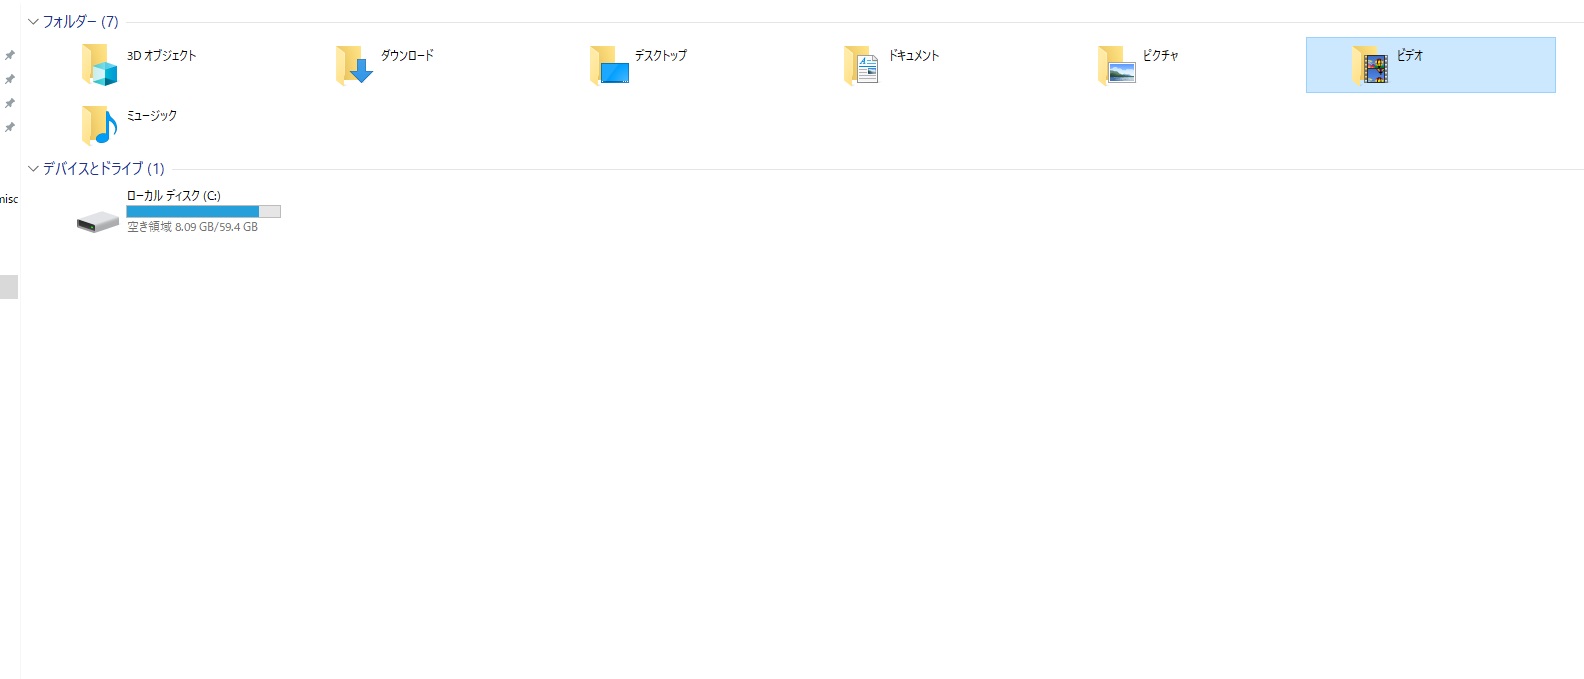 フォルダー (7)
3D オブジェクト
ダウンロード
デスクトップ
ドキュメント
ピクチャ
ビデオ
ミュージック
デバイスとドライブ (1)
ローカル ディスク (C:)
空き領域 8.09 GB/59.4 GB
misc